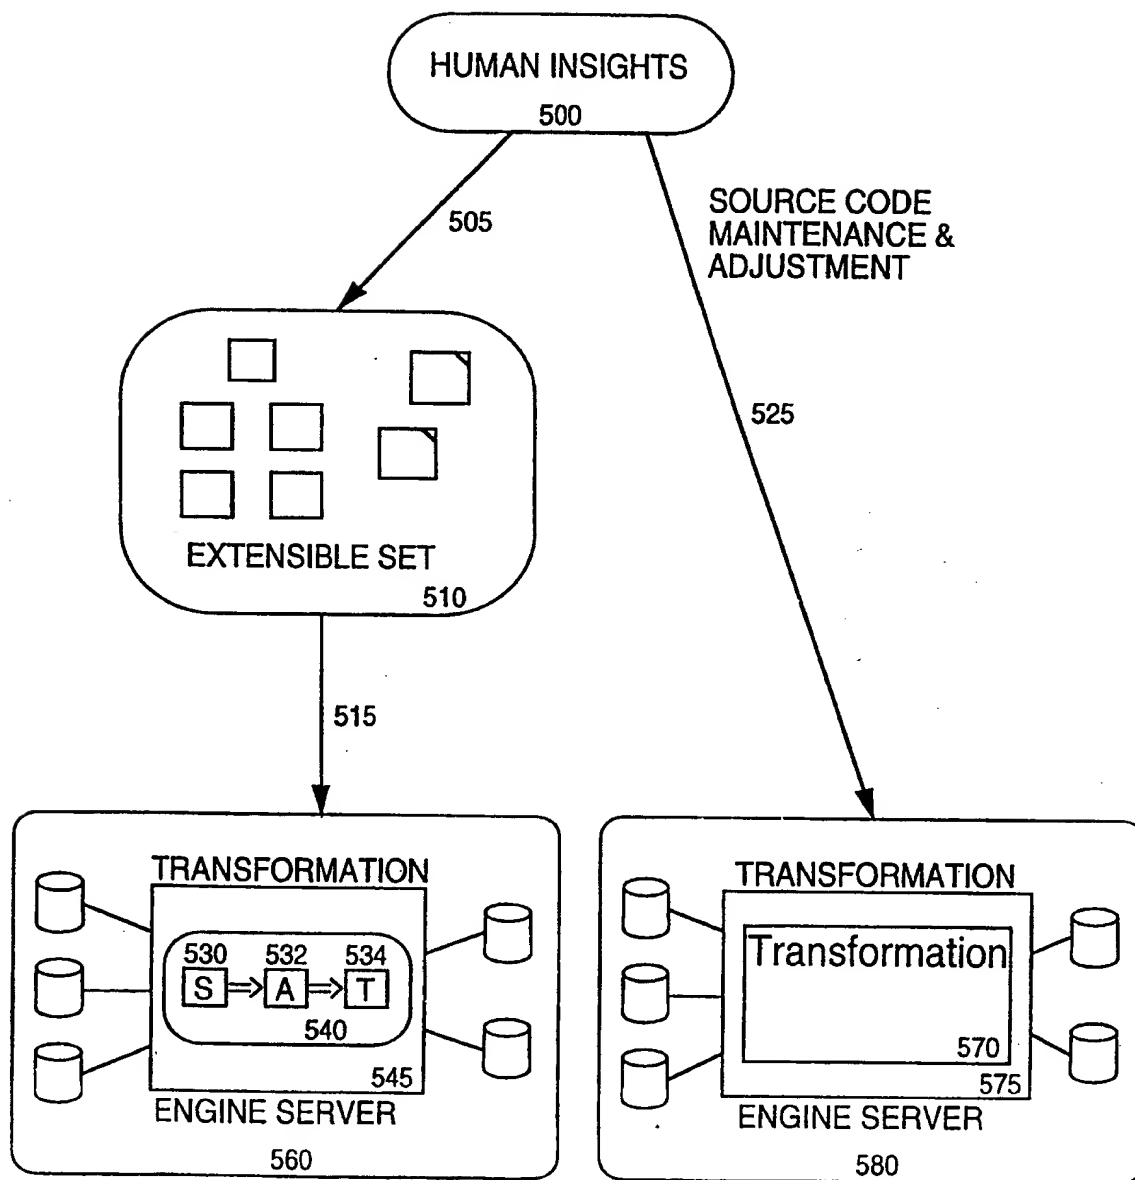 HUMAN INSIGHTS
500
505
SOURCE CODE
MAINTENANCE &
ADJUSTMENT
525
EXTENSIBLE SET
510
515
TRANSFORMATION
530 532 534
S A T
540
545
ENGINE SERVER
560
TRANSFORMATION
Transformation
570
575
ENGINE SERVER
580